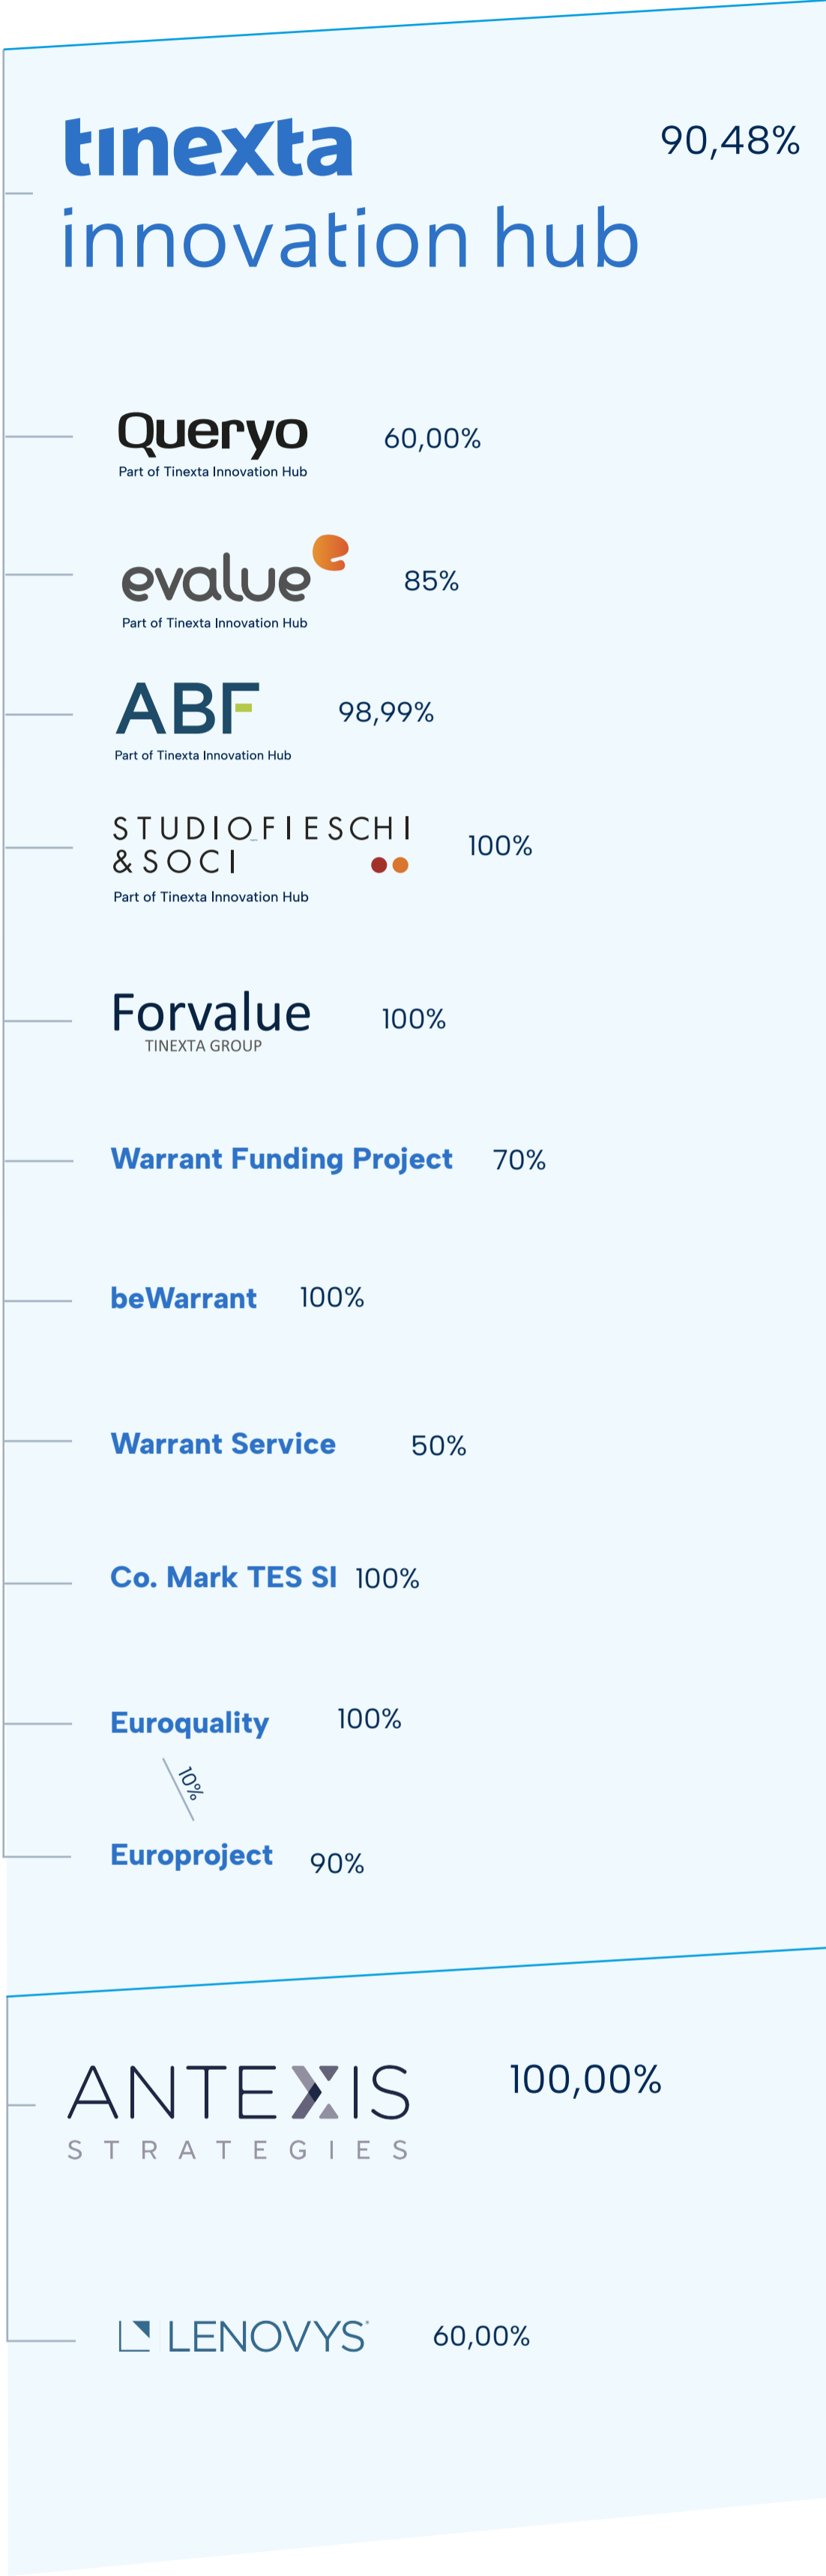 tinexta 90,48%
innovation hub
Queryo 60,00%
Part of Tinexta Innovation Hub
evalue 85%
Part of Tinexta Innovation Hub
ABF 98,99%
Part of Tinexta Innovation Hub
STUDIO FIESCHI
& SOCI 100%
Part of Tinexta Innovation Hub
Forvalue 100%
TINEXTA GROUP
Warrant Funding Project 70%
beWarrant 100%
Warrant Service 50%
Co. Mark TES SI 100%
Euroquality 100%
10%
Europroject 90%
ANTEXIS 100,00%
STRATEGIES
LENOVYS 60,00%